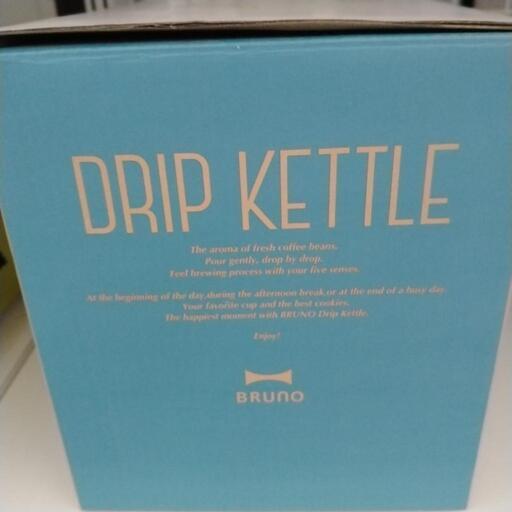 DRIP KETTLE
The aroma of fresh coffee beans.
Pour gently, drop by drop.
Feel brewing process with your five senses.
At the beginning of the day,during the afternoon break,or at the end of a busy day.
Your favorite cup and the best cookies.
The happiest moment with BRUNO Drip Kettle.
Enjoy!
BRUNO